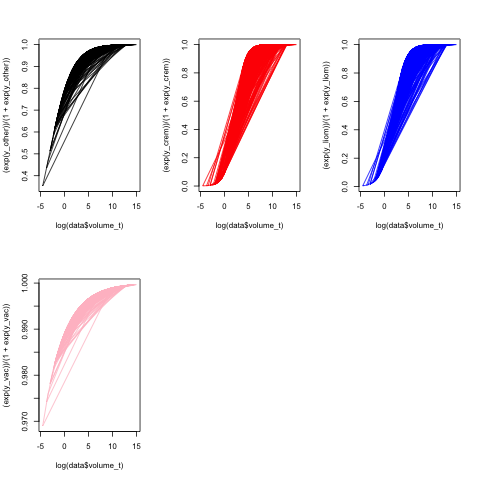 (exp(y_other))/(1 + exp(y_other))
1.0
0.9
0.8
0.7
0.6
0.5
0.4
-5 0 5 10 15
log(data$volume_t)
(exp(y_crem))/(1 + exp(y_crem))
1.0
0.8
0.6
0.4
0.2
0.0
-5 0 5 10 15
log(data$volume_t)
(exp(y_liom))/(1 + exp(y_liom))
1.0
0.8
0.6
0.4
0.2
0.0
-5 0 5 10 15
log(data$volume_t)
(exp(y_vac))/(1 + exp(y_vac))
1.000
0.990
0.980
0.970
-5 0 5 10 15
log(data$volume_t)